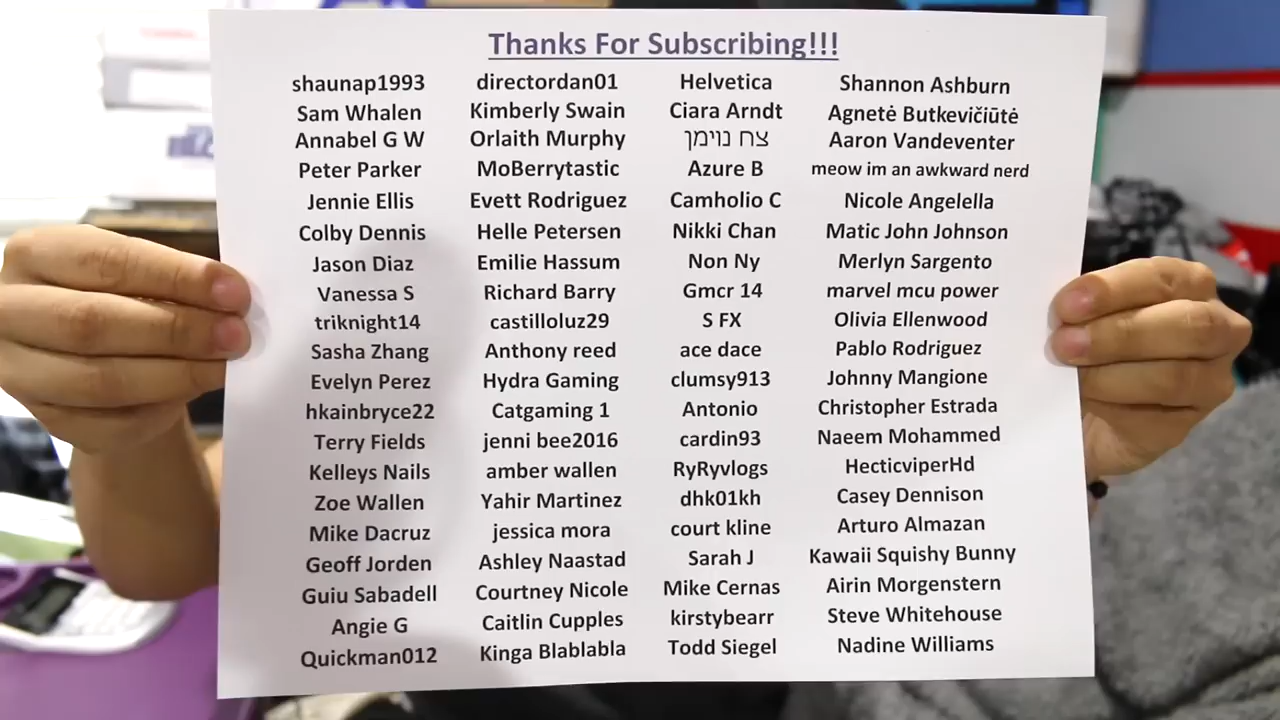 Thanks For Subscribing!!!
shaunap1993 directordan01 Helvetica Shannon Ashburn
Sam Whalen Kimberly Swain Ciara Arndt Agnetė Butkevičiūtė
Annabel G W Orlaith Murphy צח נוימן Aaron Vandeventer
Peter Parker MoBerrytastic Azure B meow im an awkward nerd
Jennie Ellis Evett Rodriguez Camholio C Nicole Angelella
Colby Dennis Helle Petersen Nikki Chan Matic John Johnson
Jason Diaz Emilie Hassum Non Ny Merlyn Sargento
Vanessa S Richard Barry Gmcr 14 marvel mcu power
triknight14 castilloluz29 S FX Olivia Ellenwood
Sasha Zhang Anthony reed ace dace Pablo Rodriguez
Evelyn Perez Hydra Gaming clumsy913 Johnny Mangione
hkainbryce22 Catgaming 1 Antonio Christopher Estrada
Terry Fields jenni bee2016 cardin93 Naeem Mohammed
Kelleys Nails amber wallen RyRyvlogs HecticviperHd
Zoe Wallen Yahir Martinez dhk01kh Casey Dennison
Mike Dacruz jessica mora court kline Arturo Almazan
Geoff Jorden Ashley Naastad Sarah J Kawaii Squishy Bunny
Guiu Sabadell Courtney Nicole Mike Cernas Airin Morgenstern
Angie G Caitlin Cupples kirstybearr Steve Whitehouse
Quickman012 Kinga Blablabla Todd Siegel Nadine Williams